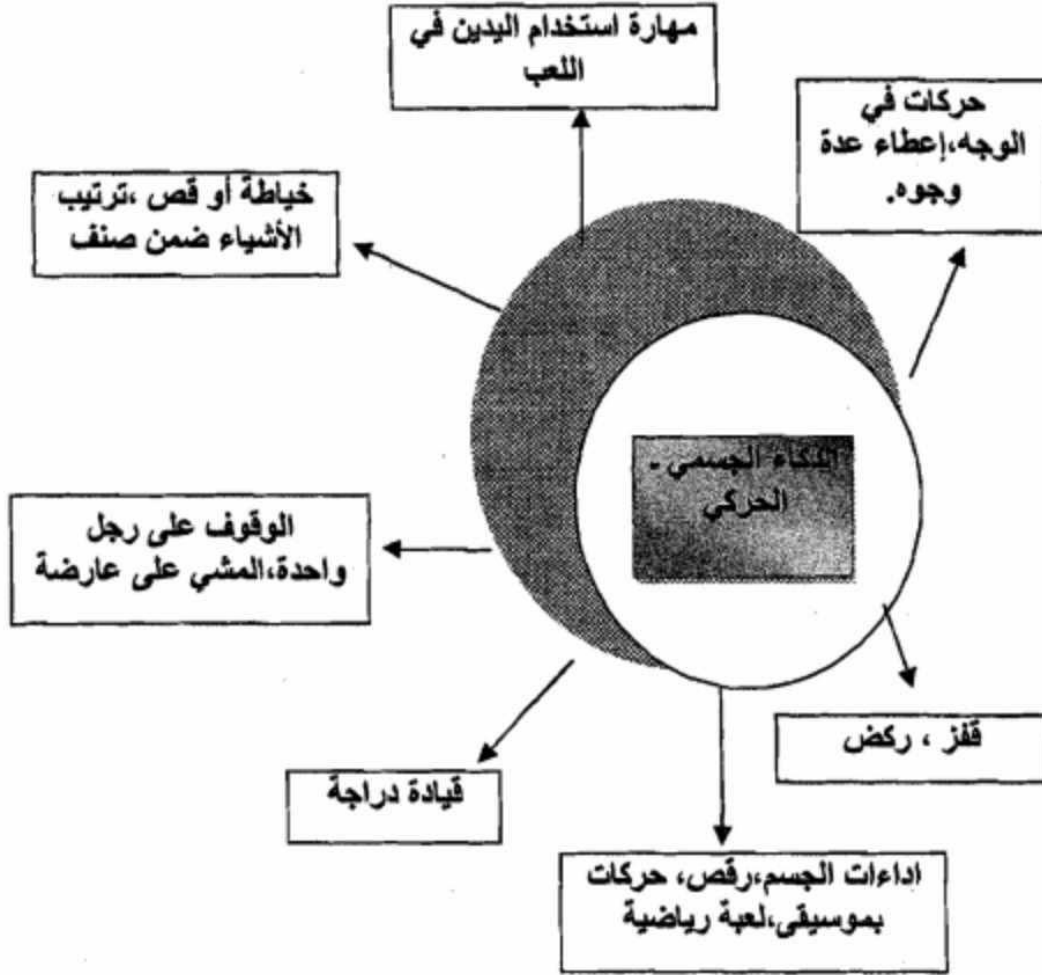 مهارة استخدام اليدين في
اللعب
حركات في
الوجه،إعطاء عدة
وجوه.
خياطة أو قص ،ترتيب
الأشياء ضمن صنف
الذكاء الجسمي -
الحركي
الوقوف على رجل
واحدة،المشي على عارضة
قفز ، ركض
قيادة دراجة
اداءات الجسم،رقص، حركات
بموسيقى،لعبة رياضية